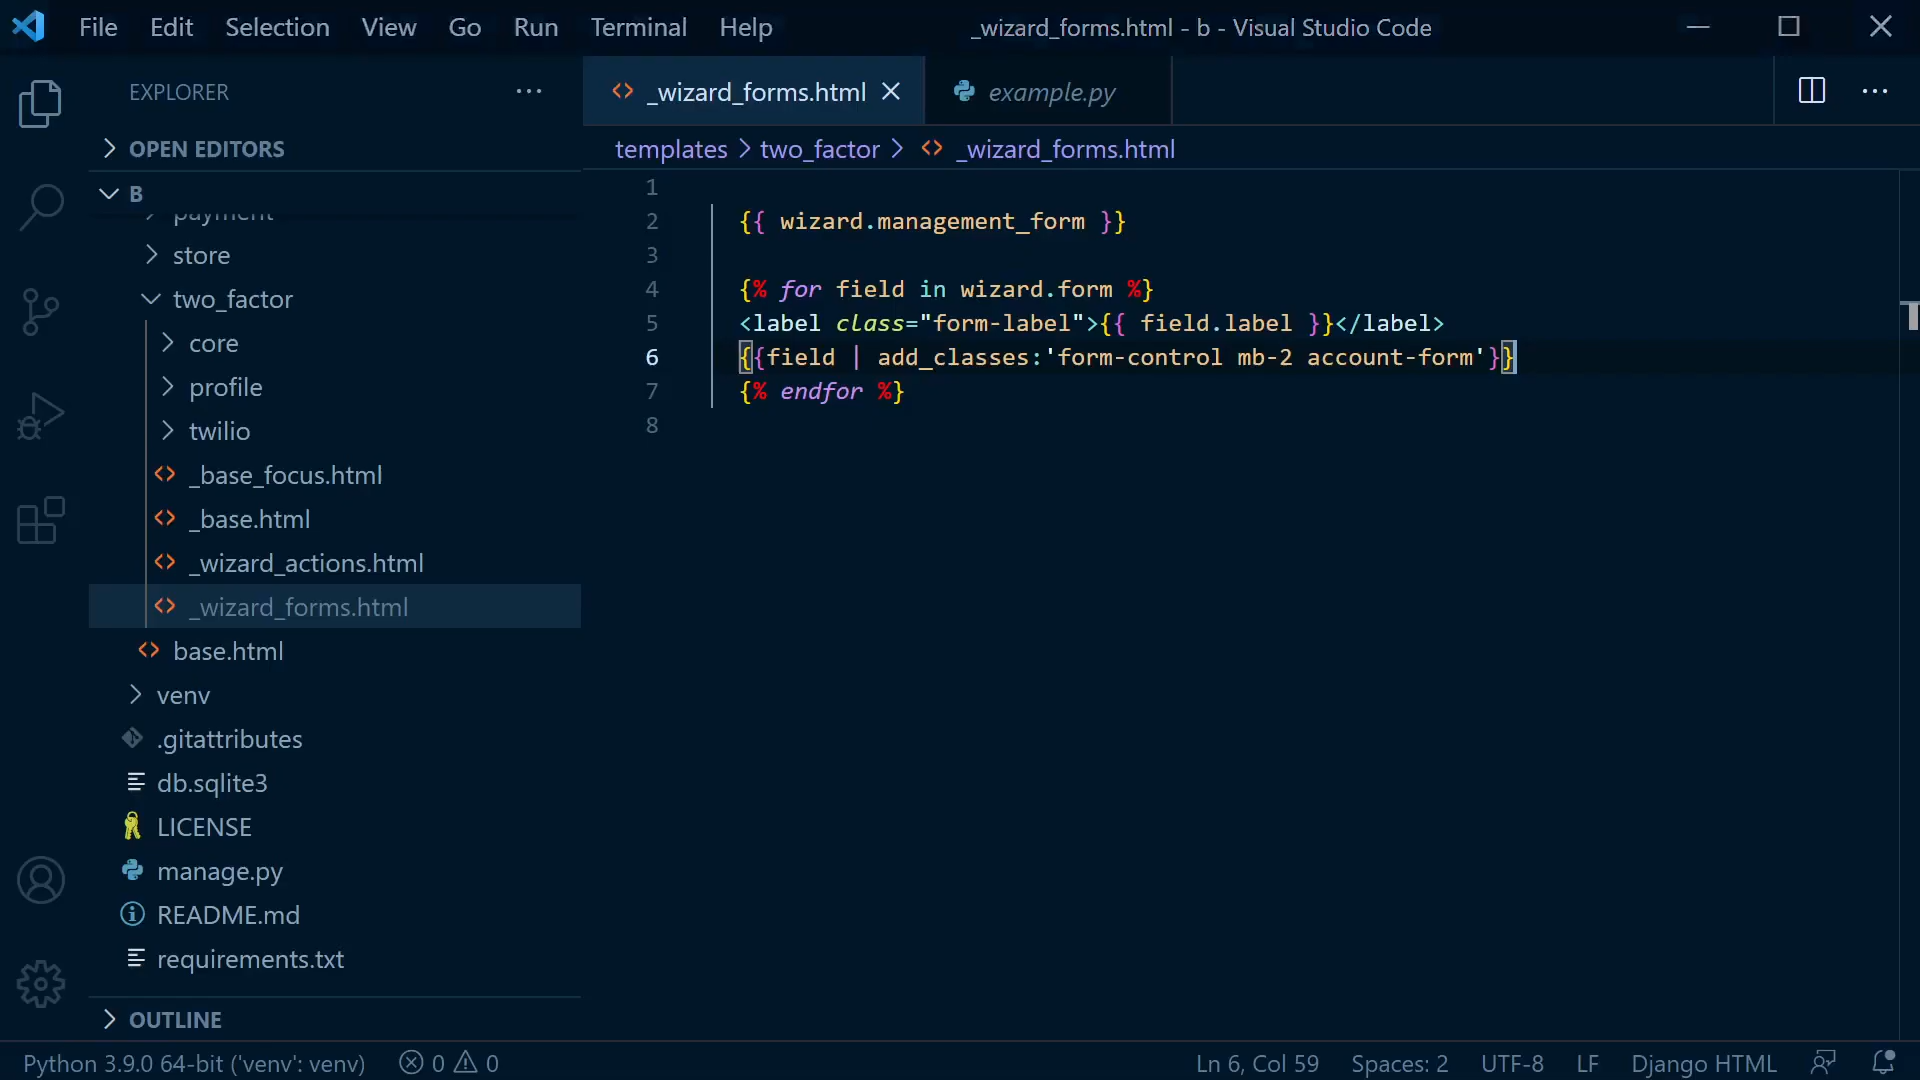 File Edit Selection View Go Run Terminal Help _wizard_forms.html - b - Visual Studio Code
EXPLORER ···
OPEN EDITORS
B
payment
store
two_factor
core
profile
twilio
_base_focus.html
_base.html
_wizard_actions.html
_wizard_forms.html
base.html
venv
.gitattributes
db.sqlite3
LICENSE
manage.py
README.md
requirements.txt
OUTLINE
_wizard_forms.html example.py
templates > two_factor > _wizard_forms.html
1
2 {{ wizard.management_form }}
3
4 {% for field in wizard.form %}
5 <label class="form-label">{{ field.label }}</label>
6 {{field | add_classes:'form-control mb-2 account-form'}}
7 {% endfor %}
8
Python 3.9.0 64-bit ('venv': venv) 0 0 Ln 6, Col 59 Spaces: 2 UTF-8 LF Django HTML